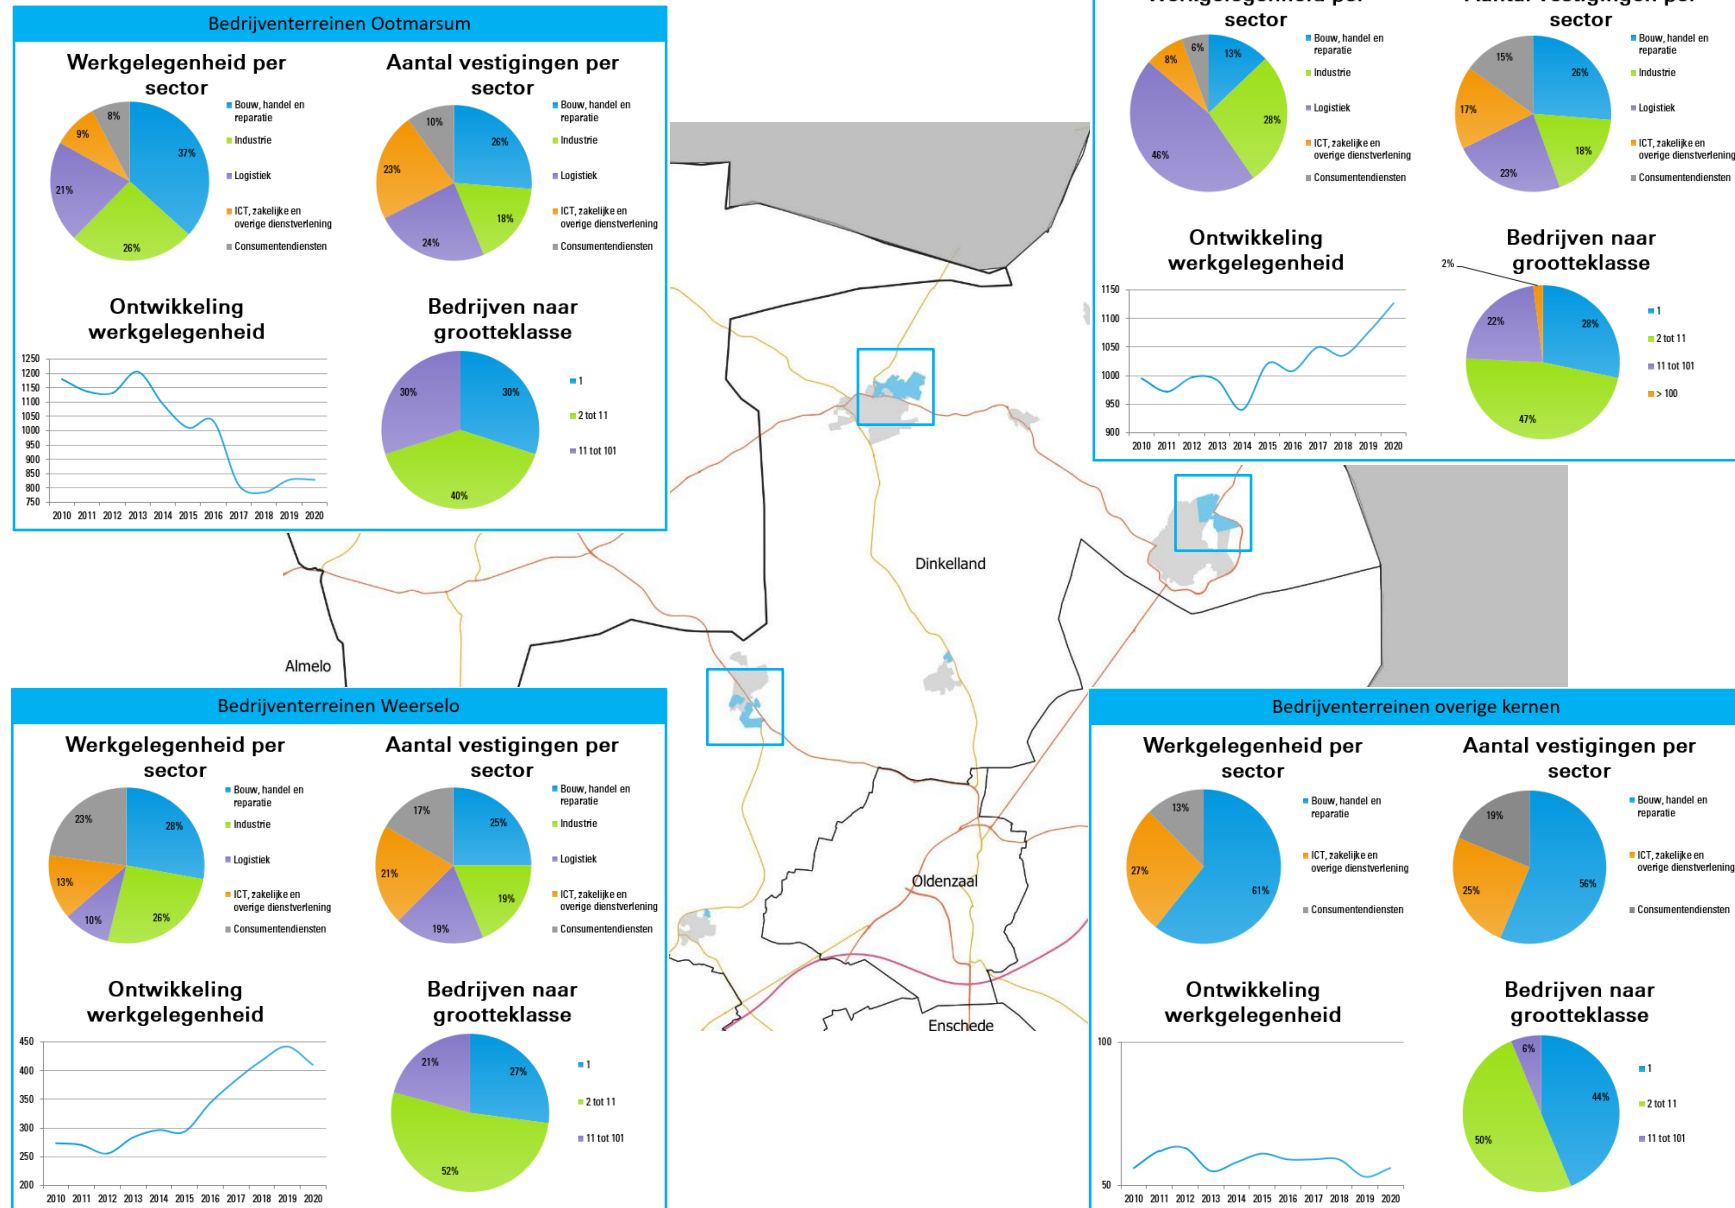 Bedrijventerreinen Ootmarsum
Werkgelegenheid per
sector
37%
26%
21%
9%
8%
Bouw, handel en
reparatie
Industrie
Logistiek
ICT, zakelijke en
overige dienstverlening
Consumentendiensten
Aantal vestigingen per
sector
26%
18%
24%
23%
10%
Bouw, handel en
reparatie
Industrie
Logistiek
ICT, zakelijke en
overige dienstverlening
Consumentendiensten
Ontwikkeling
werkgelegenheid
1250
1200
1150
1100
1050
1000
950
900
850
800
750
2010 2011 2012 2013 2014 2015 2016 2017 2018 2019 2020
Bedrijven naar
grootteklasse
30%
40%
30%
1
2 tot 11
11 tot 101
Werkgelegenheid per
sector
13%
28%
46%
8%
6%
Bouw, handel en
reparatie
Industrie
Logistiek
ICT, zakelijke en
overige dienstverlening
Consumentendiensten
Aantal vestigingen per
sector
26%
18%
23%
17%
15%
Bouw, handel en
reparatie
Industrie
Logistiek
ICT, zakelijke en
overige dienstverlening
Consumentendiensten
Ontwikkeling
werkgelegenheid
1150
1100
1050
1000
950
900
2010 2011 2012 2013 2014 2015 2016 2017 2018 2019 2020
Bedrijven naar
grootteklasse
2%
28%
47%
22%
1
2 tot 11
11 tot 101
> 100
Dinkelland
Almelo
Oldenzaal
Enschede
Bedrijventerreinen Weerselo
Werkgelegenheid per
sector
28%
26%
10%
13%
23%
Bouw, handel en
reparatie
Industrie
Logistiek
ICT, zakelijke en
overige dienstverlening
Consumentendiensten
Aantal vestigingen per
sector
25%
19%
19%
21%
17%
Bouw, handel en
reparatie
Industrie
Logistiek
ICT, zakelijke en
overige dienstverlening
Consumentendiensten
Ontwikkeling
werkgelegenheid
450
400
350
300
250
200
2010 2011 2012 2013 2014 2015 2016 2017 2018 2019 2020
Bedrijven naar
grootteklasse
27%
52%
21%
1
2 tot 11
11 tot 101
Bedrijventerreinen overige kernen
Werkgelegenheid per
sector
61%
27%
13%
Bouw, handel en
reparatie
ICT, zakelijke en
overige dienstverlening
Consumentendiensten
Aantal vestigingen per
sector
56%
25%
19%
Bouw, handel en
reparatie
ICT, zakelijke en
overige dienstverlening
Consumentendiensten
Ontwikkeling
werkgelegenheid
100
50
2010 2011 2012 2013 2014 2015 2016 2017 2018 2019 2020
Bedrijven naar
grootteklasse
44%
50%
6%
1
2 tot 11
11 tot 101